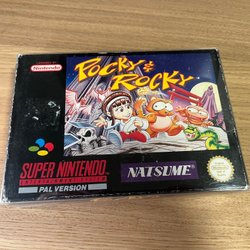 Nintendo
POCKY &
ROCKY
SUPER NINTENDO
ENTERTAINMENT SYSTEM
PAL VERSION
NATSUME